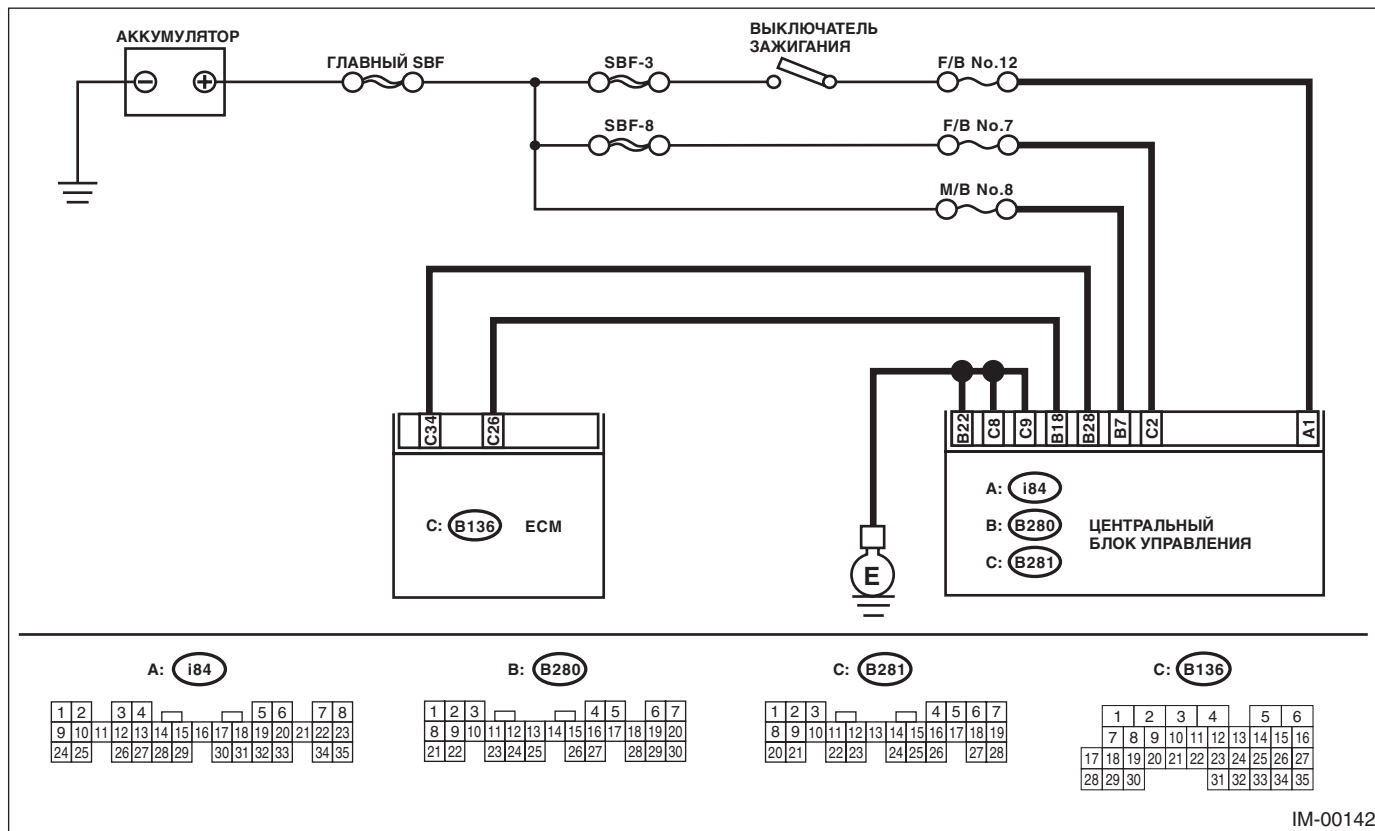 АККУМУЛЯТОР
ГЛАВНЫЙ SBF
SBF-3
ВЫКЛЮЧАТЕЛЬ
ЗАЖИГАНИЯ
F/B No.12
SBF-8
F/B No.7
M/B No.8
C34
C26
B22
C8
C9
B18
B28
B7
C2
A1
C: B136 ECM
A: i84
B: B280
C: B281
ЦЕНТРАЛЬНЫЙ
БЛОК УПРАВЛЕНИЯ
E
A: i84
1 2 3 4 5 6 7 8
9 10 11 12 13 14 15 16 17 18 19 20 21 22 23
24 25 26 27 28 29 30 31 32 33 34 35
B: B280
1 2 3 4 5 6 7
8 9 10 11 12 13 14 15 16 17 18 19 20
21 22 23 24 25 26 27 28 29 30
C: B281
1 2 3 4 5 6 7
8 9 10 11 12 13 14 15 16 17 18 19
20 21 22 23 24 25 26 27 28
C: B136
1 2 3 4 5 6
7 8 9 10 11 12 13 14 15 16
17 18 19 20 21 22 23 24 25 26 27
28 29 30 31 32 33 34 35
IM-00142